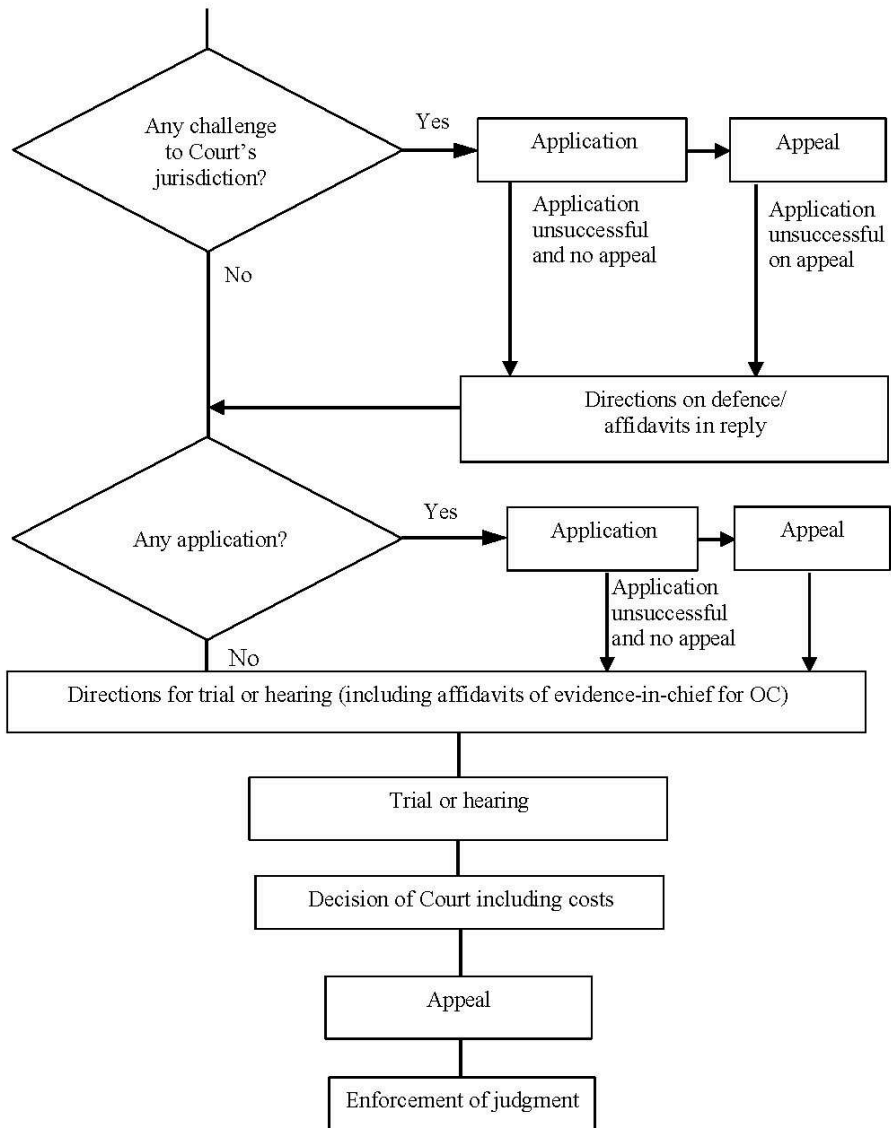 Any challenge
to Court's
jurisdiction?
Yes
Application
Appeal
Application
unsuccessful
and no appeal
Application
unsuccessful
on appeal
No
Directions on defence/
affidavits in reply
Any application?
Yes
Application
Appeal
Application
unsuccessful
and no appeal
No
Directions for trial or hearing (including affidavits of evidence-in-chief for OC)
Trial or hearing
Decision of Court including costs
Appeal
Enforcement of judgment